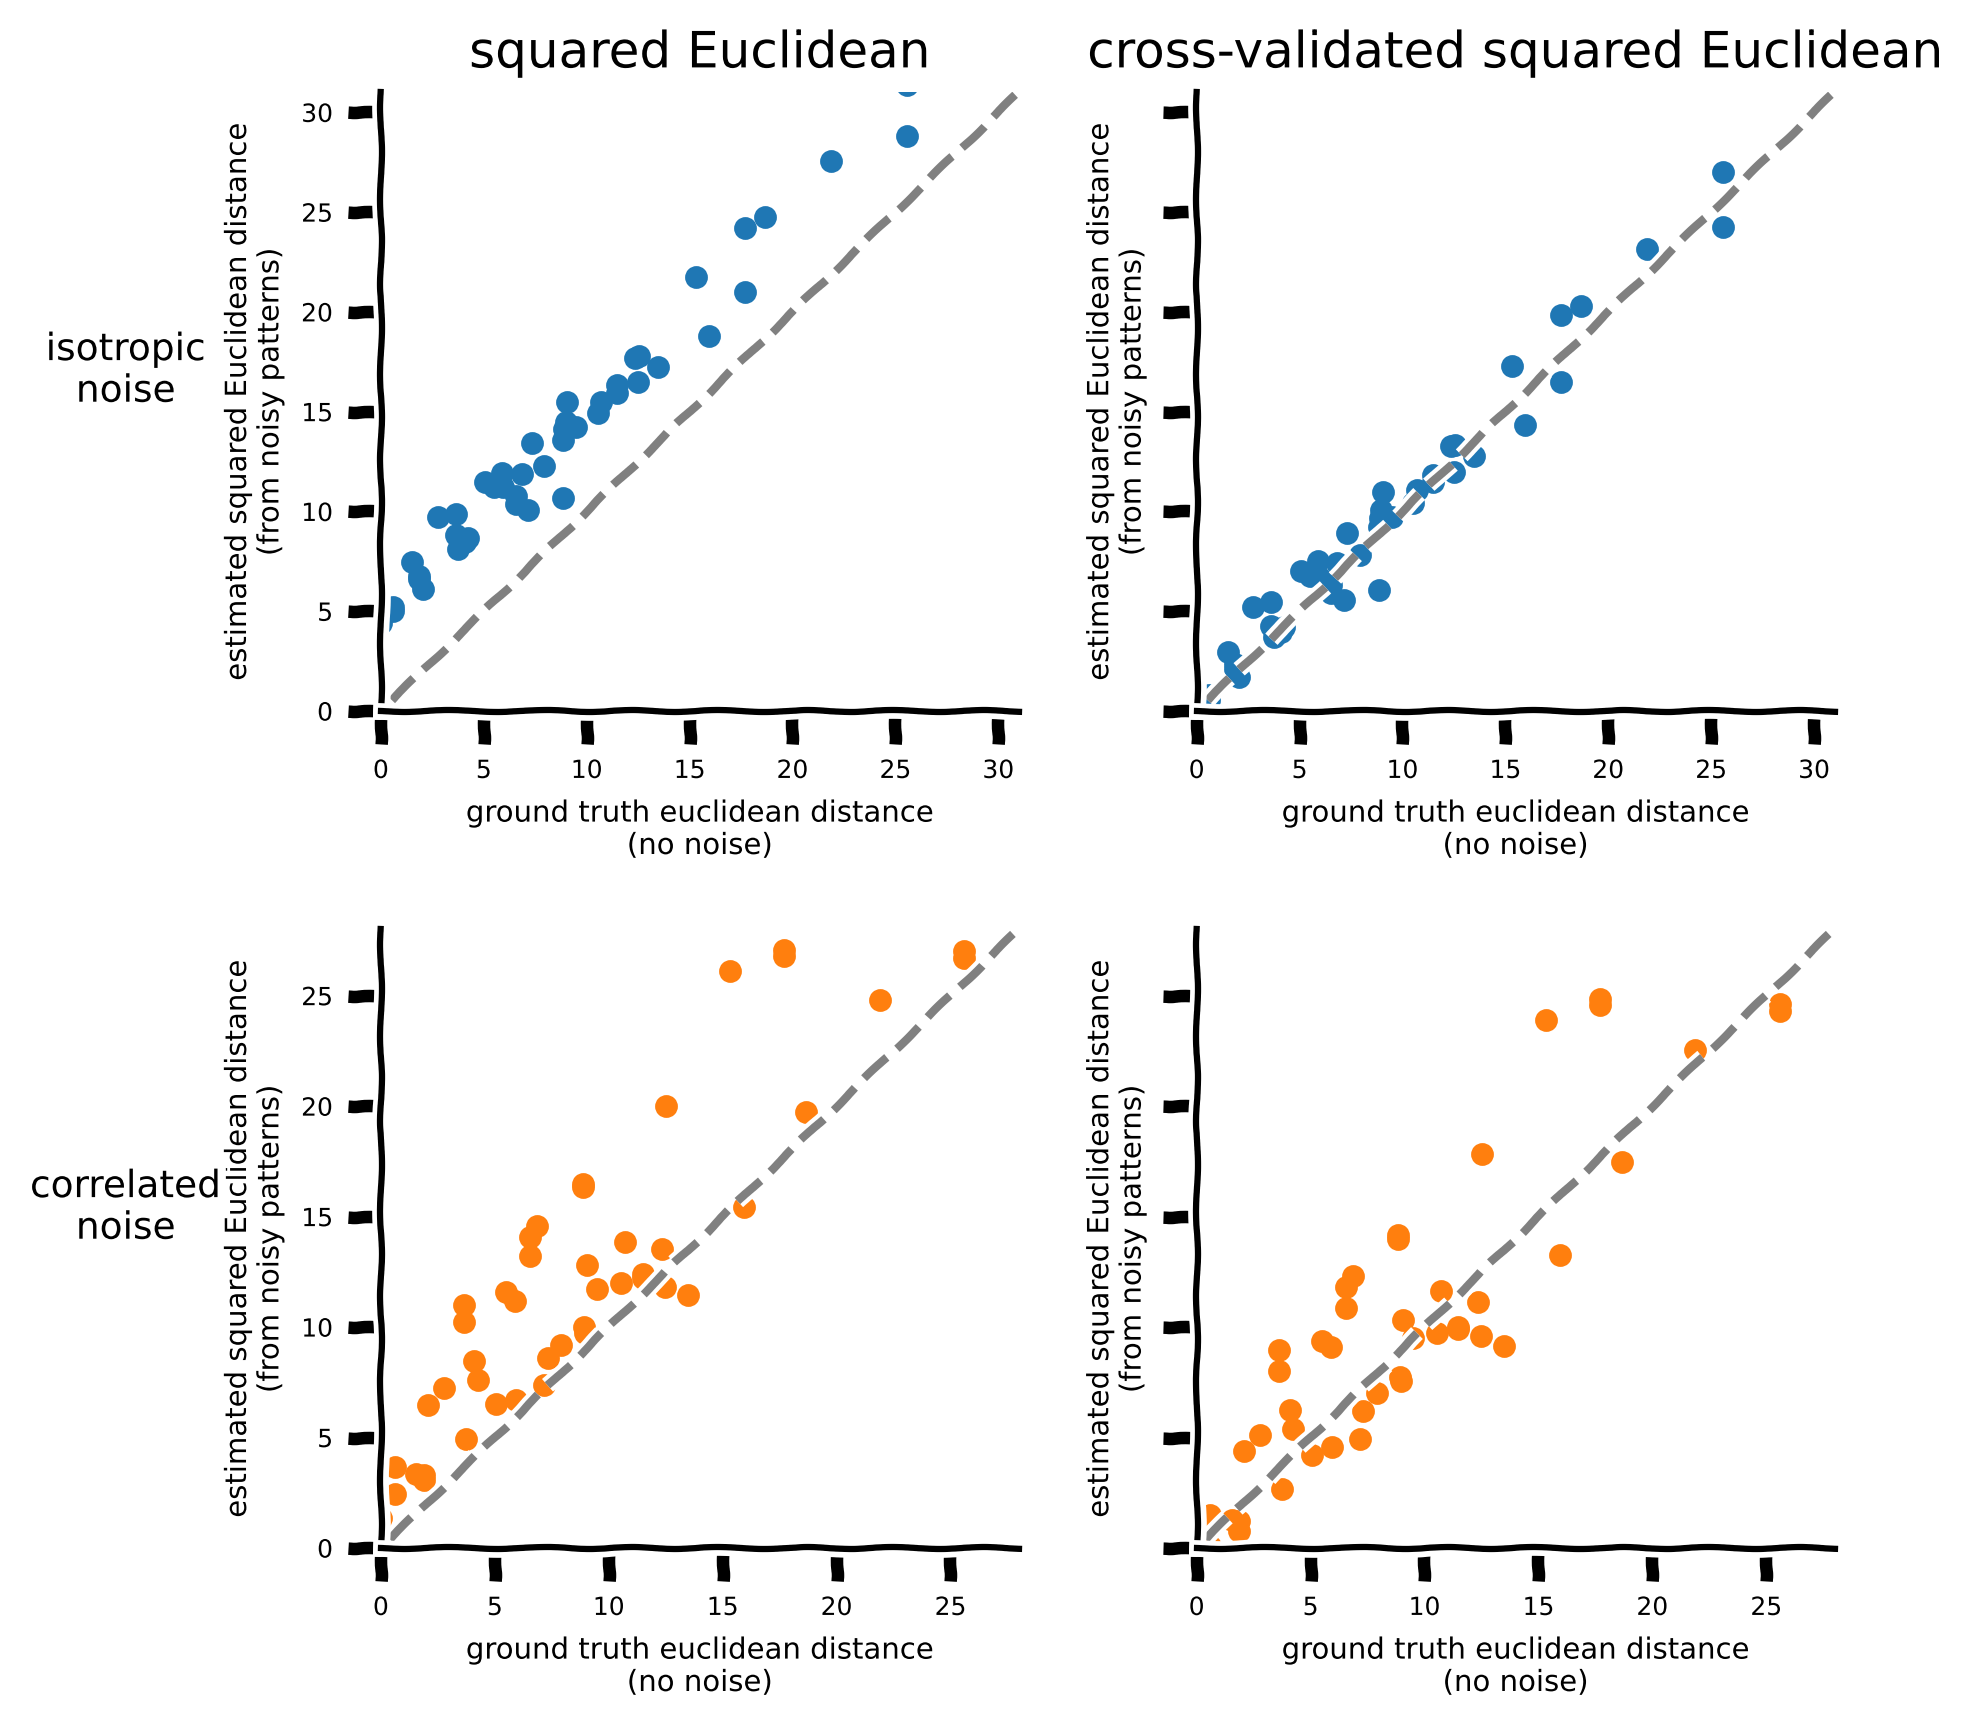 squared Euclidean
cross-validated squared Euclidean
isotropic
noise
estimated squared Euclidean distance
(from noisy patterns)
30
25
20
15
10
5
0
0 5 10 15 20 25 30
ground truth euclidean distance
(no noise)
estimated squared Euclidean distance
(from noisy patterns)
0 5 10 15 20 25 30
ground truth euclidean distance
(no noise)
correlated
noise
estimated squared Euclidean distance
(from noisy patterns)
25
20
15
10
5
0
0 5 10 15 20 25
ground truth euclidean distance
(no noise)
estimated squared Euclidean distance
(from noisy patterns)
0 5 10 15 20 25
ground truth euclidean distance
(no noise)